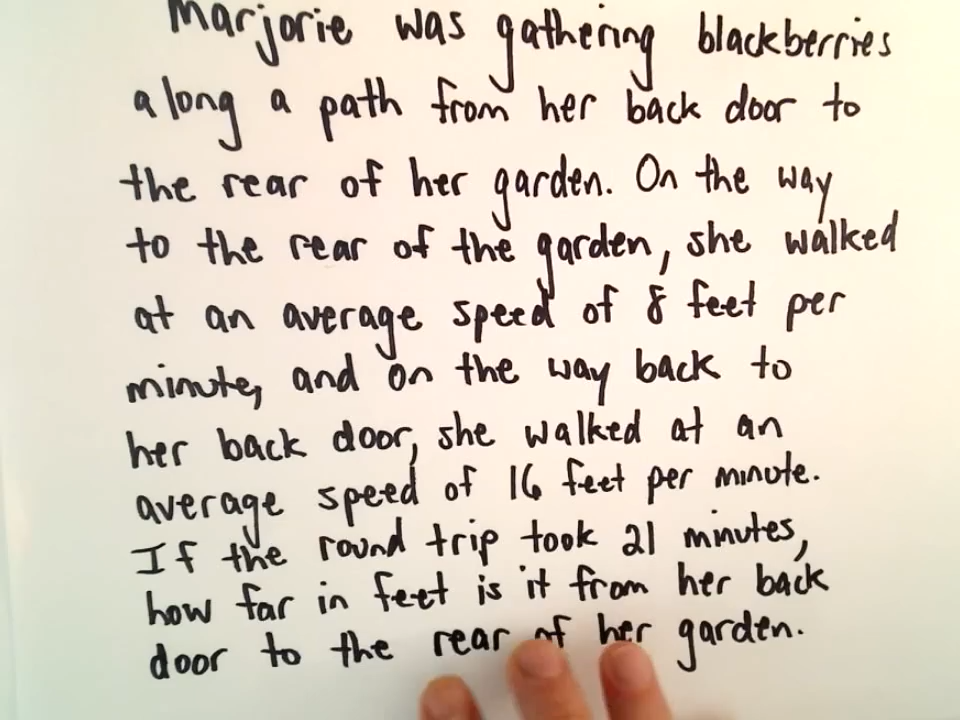 Marjorie was gathering blackberries
along a path from her back door to
the rear of her garden. On the way
to the rear of the garden, she walked
at an average speed of 8 feet per
minute, and on the way back to
her back door, she walked at an
average speed of 16 feet per minute.
If the round trip took 21 minutes,
how far in feet is it from her back
door to the rear of her garden.